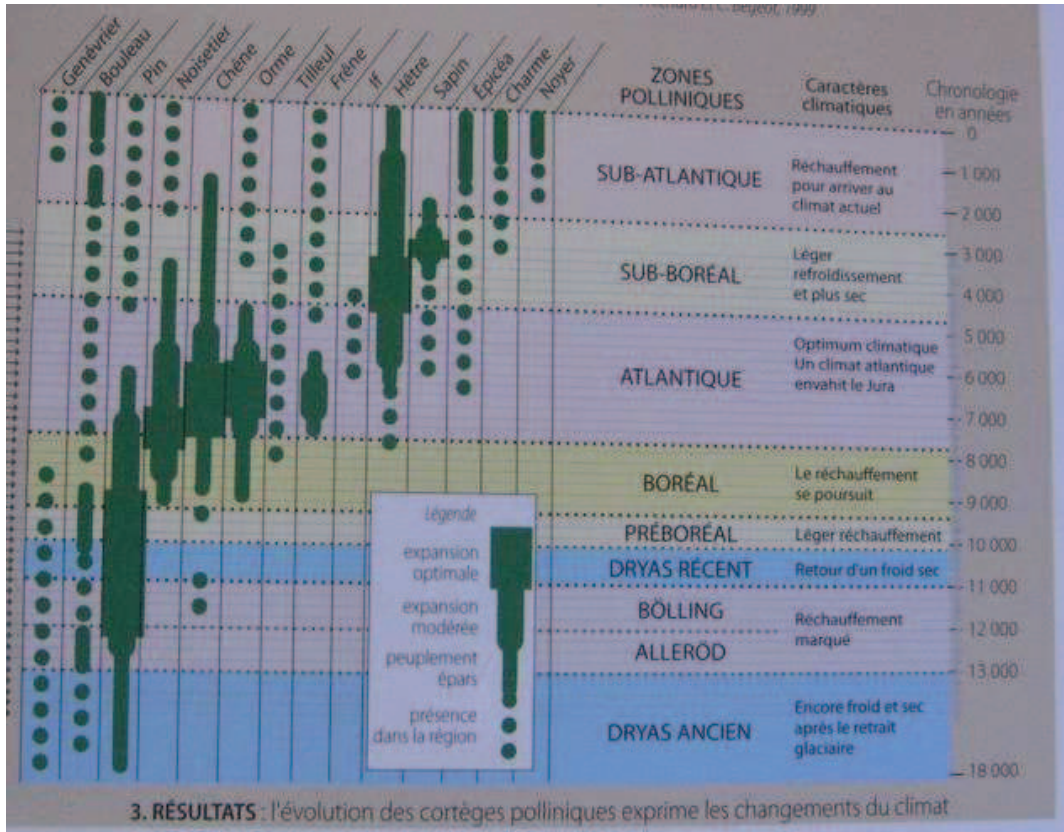 et C. Begeot, 1999
Genévrier
Bouleau
Pin
Noisetier
Chêne
Orme
Tilleul
Frêne
If
Hêtre
Sapin
Épicéa
Charme
Noyer
ZONES
POLLINIQUES
Caractères
climatiques
Chronologie
en années
0
SUB-ATLANTIQUE
Réchauffement
pour arriver au
climat actuel
1 000
2 000
SUB-BORÉAL
Léger
refroidissement
et plus sec
3 000
4 000
ATLANTIQUE
Optimum climatique
Un climat atlantique
envahit le Jura
5 000
6 000
7 000
BORÉAL
Le réchauffement
se poursuit
8 000
9 000
PRÉBORÉAL
Léger réchauffement
10 000
DRYAS RÉCENT
Retour d'un froid sec
11 000
BÖLLING
Réchauffement
marqué
12 000
ALLERÖD
13 000
DRYAS ANCIEN
Encore froid et sec
après le retrait
glaciaire
18 000
Légende
expansion
optimale
expansion
modérée
peuplement
épars
présence
dans la région
3. RÉSULTATS : l'évolution des cortèges polliniques exprime les changements du climat